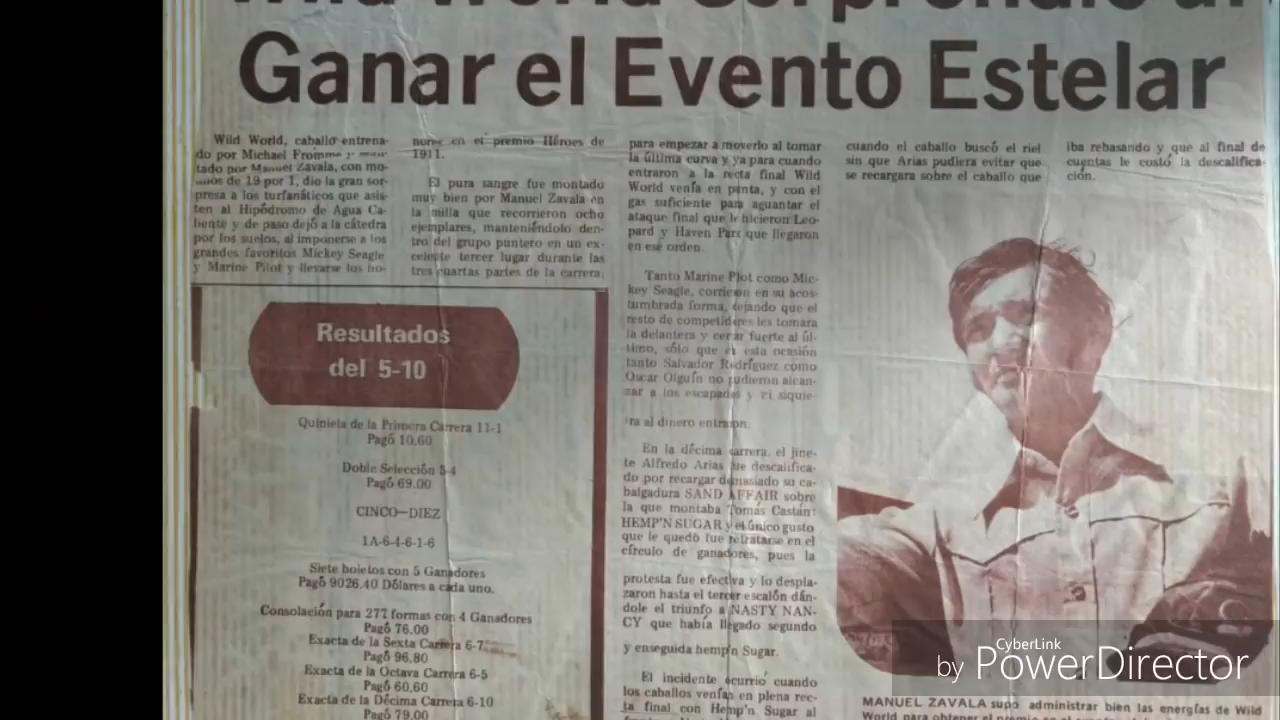 Wild World Sorprendió al
Ganar el Evento Estelar
Wild World, caballo entrena-
do por Michael Fromme y mon-
tado por Manuel Zavala, con mo-
mios de 19 por 1, dio la gran sor-
presa a los turfanáticos que asis-
ten al Hipódromo de Agua Ca-
liente y de paso dejó a la cátedra
por los suelos, al imponerse a los
grandes favoritos Mickey Seagle
y Marine Pilot y llevarse los ho-
nores en el premio Héroes de
1911.
El pura sangre fue montado
muy bien por Manuel Zavala en
la milla que recorrieron ocho
ejemplares, manteniéndolo den-
tro del grupo puntero en un ex-
celente tercer lugar durante las
tres cuartas partes de la carrera,
para empezar a moverlo al tomar
la última curva y ya para cuando
entraron a la recta final Wild
World venía en punta, y con el
gas suficiente para aguantar el
ataque final que le hicieron Leo-
pard y Haven Parx que llegaron
en ese orden.
Tanto Marine Plot como Mic-
key Seagle, corrieron en su acos-
tumbrada forma, dejando que el
resto de competidores les tomara
la delantera y cerrar fuerte al úl-
timo, sólo que en esta ocasión
tanto Salvador Rodríguez como
Oscar Olguín no pudieron alcan-
zar a los escapados y ni siquie-
ra al dinero entraron.
En la décima carrera, el jine-
te Alfredo Arias fue descalifica-
do por recargar demasiado su ca-
balgadura SAND AFFAIR sobre
la que montaba Tomás Castán:
HEMP'N SUGAR y el único gusto
que le quedó fue retratarse en el
círculo de ganadores, pues la
protesta fue efectiva y lo despla-
zaron hasta el tercer escalón dán-
dole el triunfo a NASTY NAN-
CY que había llegado segundo
y enseguida hemp'n Sugar.
El incidente ocurrió cuando
los caballos venían en plena rec-
ta final con Hemp'n Sugar al
cuando el caballo buscó el riel
sin que Arias pudiera evitar que
se recargara sobre el caballo que
iba rebasando y que al final de
cuentas le costó la descalifica-
ción.
Resultados
del 5-10
Quiniela de la Primera Carrera 11-1
Pagó 10.60
Doble Selección 5-4
Pagó 69.00
CINCO—DIEZ
1A-6-4-6-1-6
Siete boletos con 5 Ganadores
Pagó 9026.40 Dólares a cada uno.
Consolación para 277 formas con 4 Ganadores
Pagó 76.00
Exacta de la Sexta Carrera 6-7
Pagó 96.80
Exacta de la Octava Carrera 6-5
Pagó 60.60
Exacta de la Décima Carrera 6-10
Pagó 79.00
MANUEL ZAVALA supo administrar bien las energías de Wild
World para obtener el premio en el evento
CyberLink
by PowerDirector